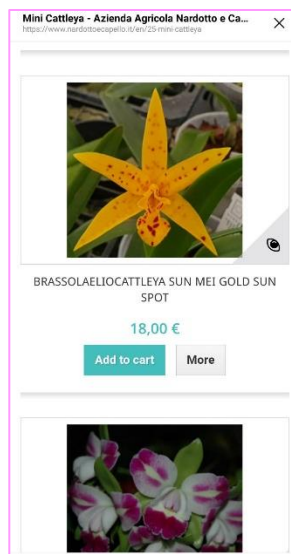 Mini Cattleya - Azienda Agricola Nardotto e Ca...
https://www.nardottoecapello.it/en/25-mini-cattleya
BRASSOLAELIOCATTLEYA SUN MEI GOLD SUN
SPOT
18,00 €
Add to cart More